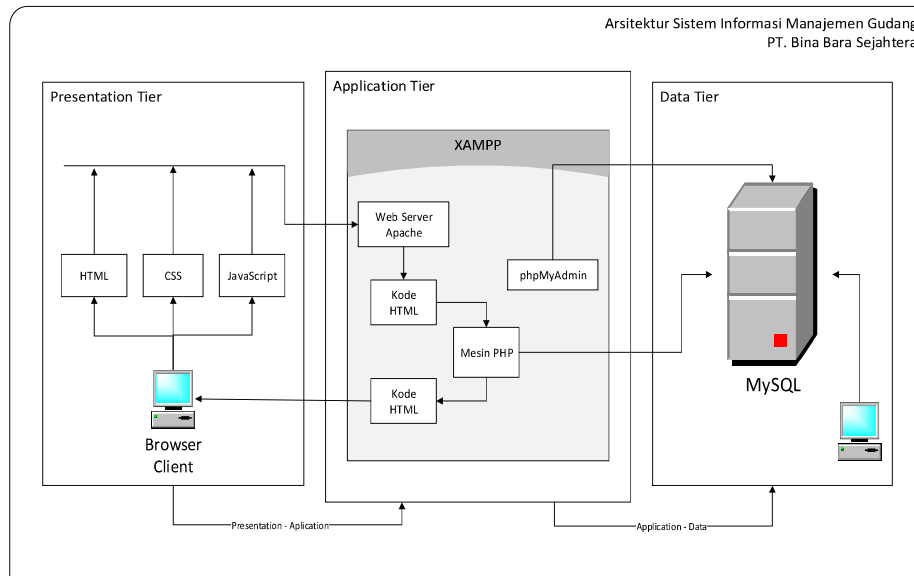 Arsitektur Sistem Informasi Manajemen Gudang
PT. Bina Bara Sejahtera
Presentation Tier
Application Tier
Data Tier
XAMPP
Web Server
Apache
HTML
CSS
JavaScript
phpMyAdmin
Kode
HTML
Mesin PHP
Kode
HTML
MySQL
Browser
Client
Presentation - Aplication
Application - Data